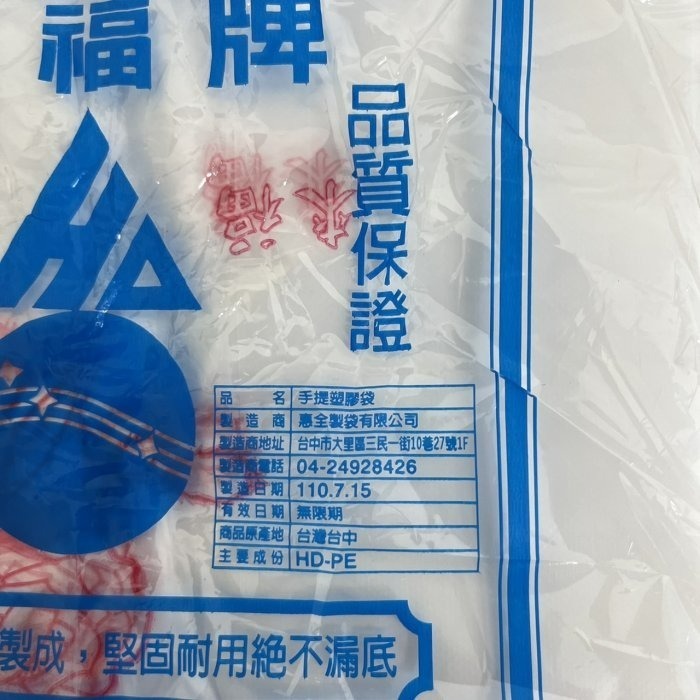 福牌
品質保證
來福
品名 手提塑膠袋
製造商 惠全製袋有限公司
製造商地址 台中市大里區三民一街10巷27號1F
製造商電話 04-24928426
製造日期 110.7.15
有效日期 無限期
商品原產地 台灣台中
主要成份 HD-PE
製成，堅固耐用絕不漏底